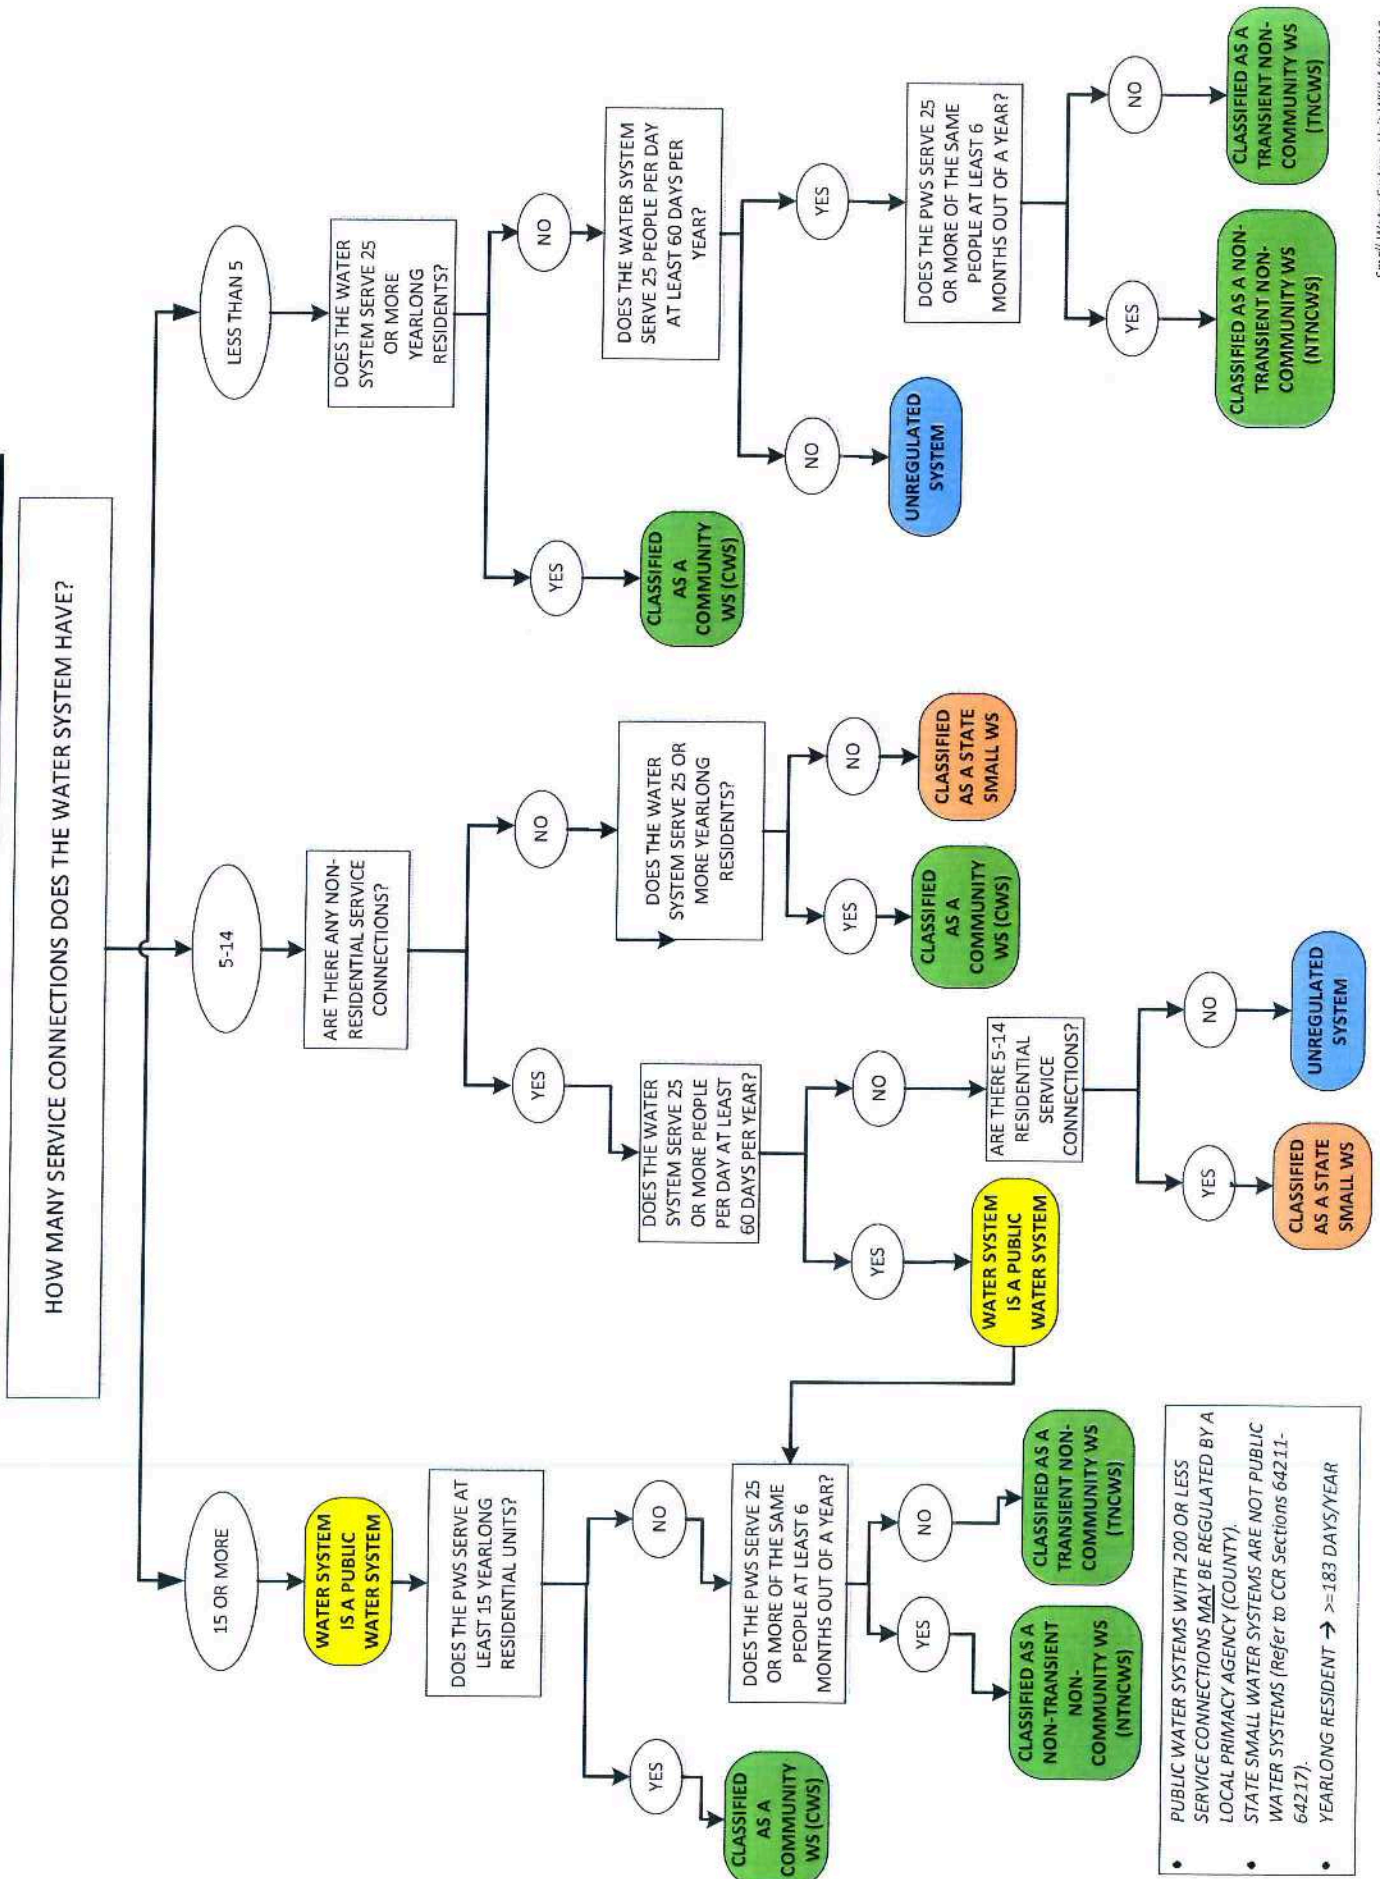 HOW MANY SERVICE CONNECTIONS DOES THE WATER SYSTEM HAVE?
15 OR MORE
5-14
LESS THAN 5
WATER SYSTEM
IS A PUBLIC
WATER SYSTEM
DOES THE PWS SERVE AT
LEAST 15 YEARLONG
RESIDENTIAL UNITS?
YES
NO
CLASSIFIED
AS A
COMMUNITY
WS (CWS)
DOES THE PWS SERVE 25
OR MORE OF THE SAME
PEOPLE AT LEAST 6
MONTHS OUT OF A YEAR?
YES
NO
CLASSIFIED AS A
NON-TRANSIENT
NON-
COMMUNITY WS
(NTNCWS)
CLASSIFIED AS A
TRANSIENT NON-
COMMUNITY WS
(TNCWS)
ARE THERE ANY NON-
RESIDENTIAL SERVICE
CONNECTIONS?
YES
NO
DOES THE WATER
SYSTEM SERVE 25
OR MORE PEOPLE
PER DAY AT LEAST
60 DAYS PER YEAR?
YES
NO
WATER SYSTEM
IS A PUBLIC
WATER SYSTEM
ARE THERE 5-14
RESIDENTIAL
SERVICE
CONNECTIONS?
YES
NO
CLASSIFIED
AS A STATE
SMALL WS
UNREGULATED
SYSTEM
DOES THE WATER
SYSTEM SERVE 25 OR
MORE YEARLONG
RESIDENTS?
YES
NO
CLASSIFIED
AS A
COMMUNITY
WS (CWS)
CLASSIFIED
AS A STATE
SMALL WS
DOES THE WATER
SYSTEM SERVE 25
OR MORE
YEARLONG
RESIDENTS?
YES
NO
CLASSIFIED
AS A
COMMUNITY
WS (CWS)
DOES THE WATER SYSTEM
SERVE 25 PEOPLE PER DAY
AT LEAST 60 DAYS PER
YEAR?
NO
YES
UNREGULATED
SYSTEM
DOES THE PWS SERVE 25
OR MORE OF THE SAME
PEOPLE AT LEAST 6
MONTHS OUT OF A YEAR?
YES
NO
CLASSIFIED AS A NON-
TRANSIENT NON-
COMMUNITY WS
(NTNCWS)
CLASSIFIED AS A
TRANSIENT NON-
COMMUNITY WS
(TNCWS)
• PUBLIC WATER SYSTEMS WITH 200 OR LESS
SERVICE CONNECTIONS MAY BE REGULATED BY A
LOCAL PRIMACY AGENCY (COUNTY).
• STATE SMALL WATER SYSTEMS ARE NOT PUBLIC
WATER SYSTEMS (Refer to CCR Sections 64211-
64217).
• YEARLONG RESIDENT → >=183 DAYS/YEAR